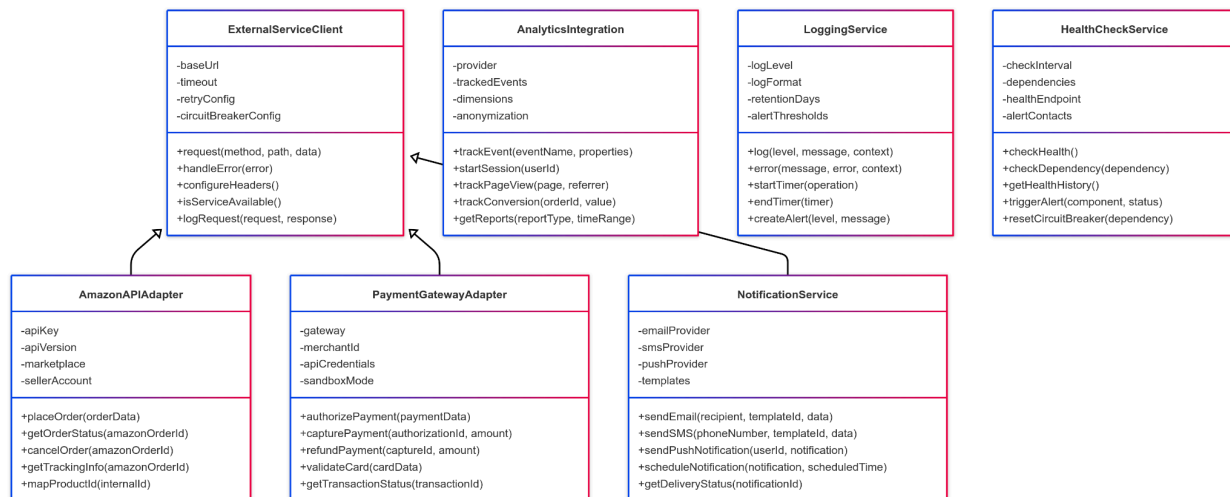 ExternalServiceClient
-baseUrl
-timeout
-retryConfig
-circuitBreakerConfig
+request(method, path, data)
+handleError(error)
+configureHeaders()
+isServiceAvailable()
+logRequest(request, response)
AnalyticsIntegration
-provider
-trackedEvents
-dimensions
-anonymization
+trackEvent(eventName, properties)
+startSession(userId)
+trackPageView(page, referrer)
+trackConversion(orderId, value)
+getReports(reportType, timeRange)
LoggingService
-logLevel
-logFormat
-retentionDays
-alertThresholds
+log(level, message, context)
+error(message, error, context)
+startTimer(operation)
+endTimer(timer)
+createAlert(level, message)
HealthCheckService
-checkInterval
-dependencies
-healthEndpoint
-alertContacts
+checkHealth()
+checkDependency(dependency)
+getHealthHistory()
+triggerAlert(component, status)
+resetCircuitBreaker(dependency)
AmazonAPIAdapter
-apiKey
-apiVersion
-marketplace
-sellerAccount
+placeOrder(orderData)
+getOrderStatus(amazonOrderId)
+cancelOrder(amazonOrderId)
+getTrackingInfo(amazonOrderId)
+mapProductId(internalId)
PaymentGatewayAdapter
-gateway
-merchantId
-apiCredentials
-sandboxMode
+authorizePayment(paymentData)
+capturePayment(authorizationId, amount)
+refundPayment(captureId, amount)
+validateCard(cardData)
+getTransactionStatus(transactionId)
NotificationService
-emailProvider
-smsProvider
-pushProvider
-templates
+sendEmail(recipient, templateId, data)
+sendSMS(phoneNumber, templateId, data)
+sendPushNotification(userId, notification)
+scheduleNotification(notification, scheduledTime)
+getDeliveryStatus(notificationId)